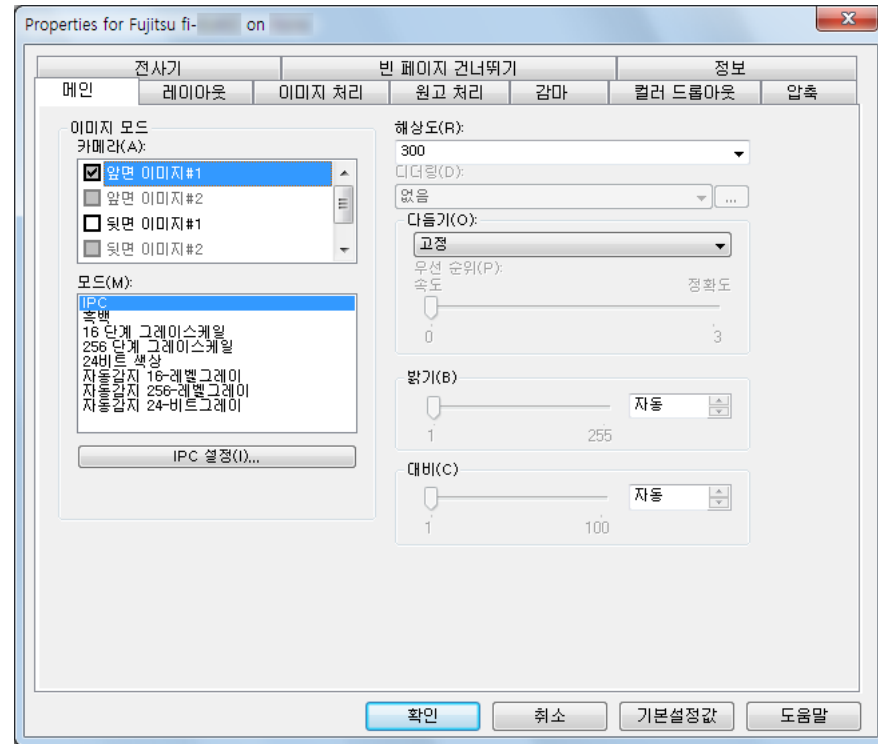 Properties for Fujitsu fi- on
전사기 빈 페이지 건너뛰기 정보
메인 레이아웃 이미지 처리 원고 처리 감마 컬러 드롭아웃 압축
이미지 모드
카메라(A):
앞면 이미지#1
앞면 이미지#2
뒷면 이미지#1
뒷면 이미지#2
모드(M):
IPC
흑백
16 단계 그레이스케일
256 단계 그레이스케일
24비트 색상
자동감지 16-레벨그레이
자동감지 256-레벨그레이
자동감지 24-비트그레이
IPC 설정(I)...
해상도(R):
300
디더링(D):
없음 ...
다듬기(O):
고정
우선 순위(P):
속도 정확도
0 3
밝기(B)
자동
1 255
대비(C)
자동
1 100
확인 취소 기본설정값 도움말